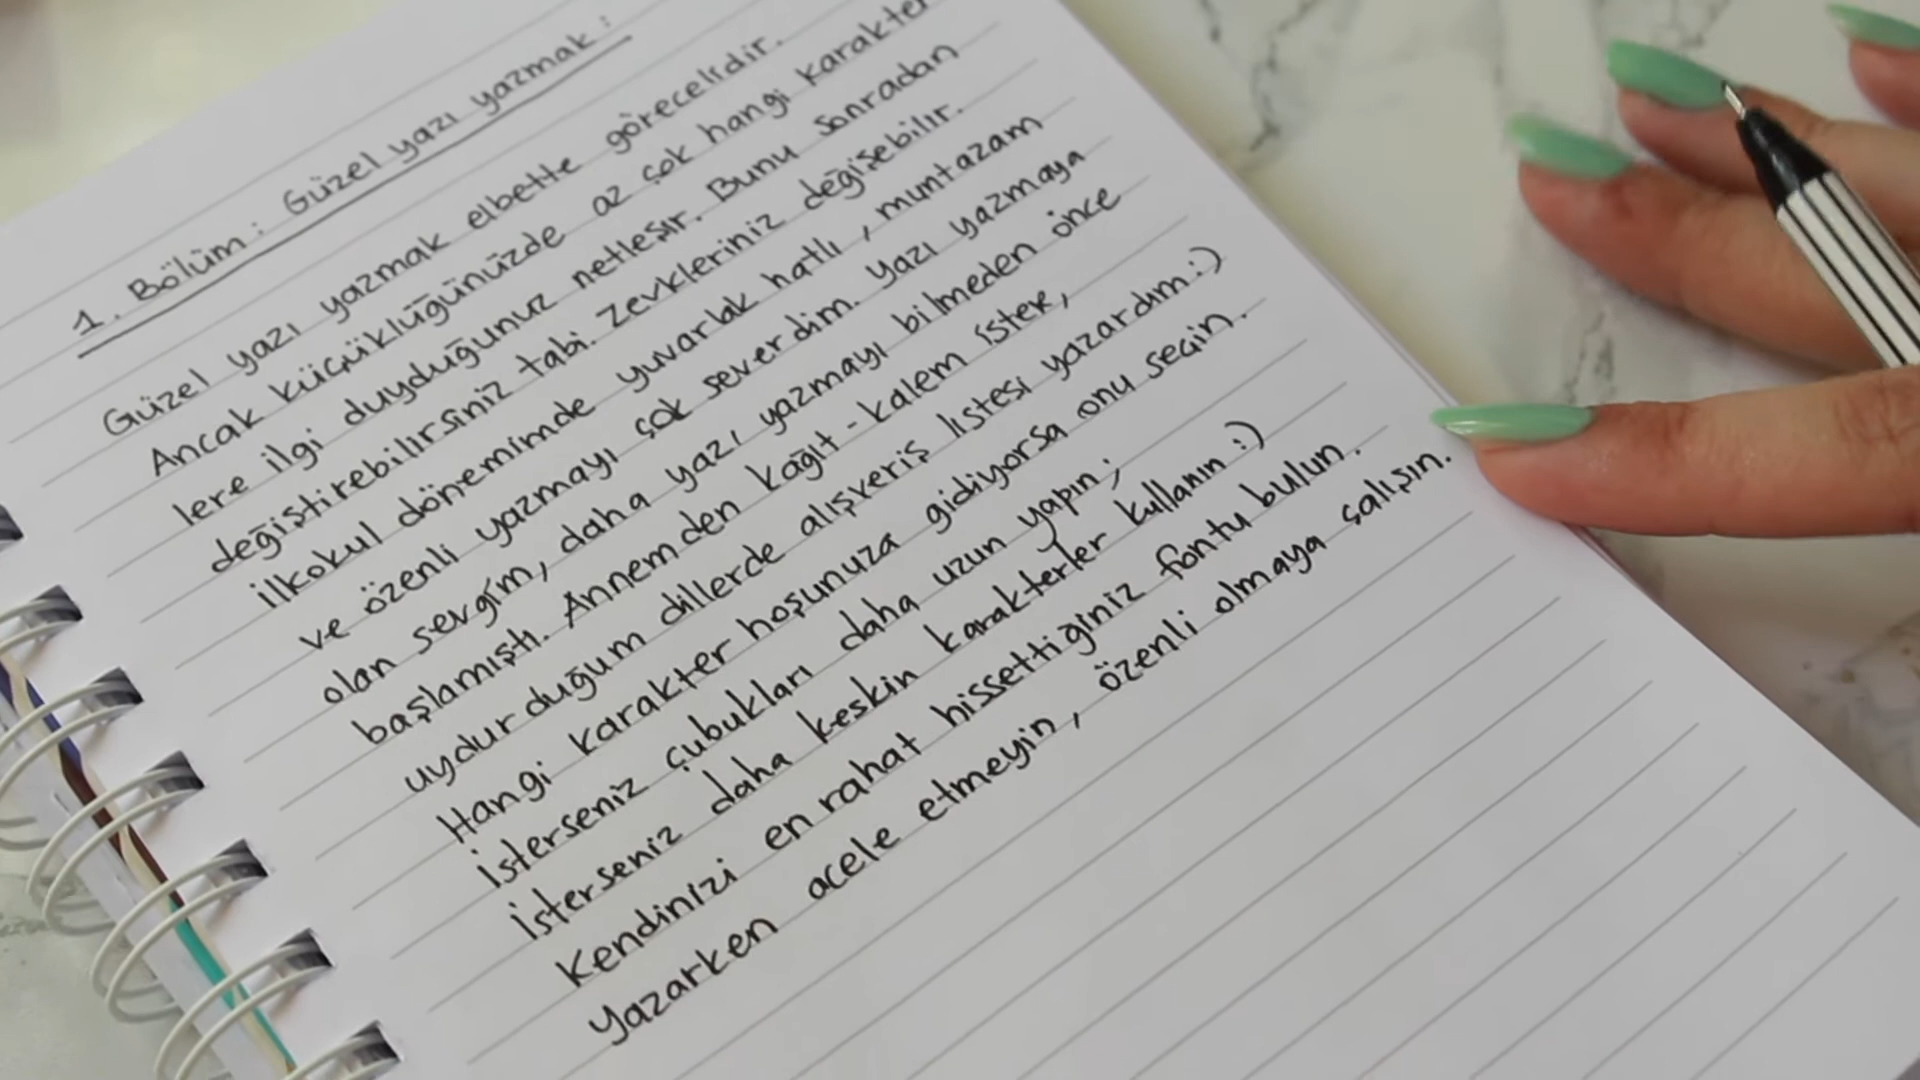 1. Bölüm: Güzel yazı yazmak:
Güzel yazı yazmak elbette görecelidir.
Ancak küçüklüğünüzde az çok hangi karakter
lere ilgi duyduğunuz netleşir. Bunu sonradan
değiştirebilirsiniz tabi. Zevkleriniz değişebilir.
İlkokul dönemimde yuvarlak hatlı, muntazam
ve özenli yazmayı çok severdim. Yazı yazmaya
olan sevgim, daha yazı yazmayı bilmeden önce
başlamıştı. Annemden kağıt-kalem ister,
uydurduğum dillerde alışveriş listesi yazardım:)
Hangi karakter hoşunuza gidiyorsa onu seçin.
İsterseniz çubukları daha uzun yapın;
İsterseniz daha keskin karakterler kullanın :)
Kendinizi en rahat hissettiğiniz fontu bulun.
Yazarken acele etmeyin, özenli olmaya çalışın.